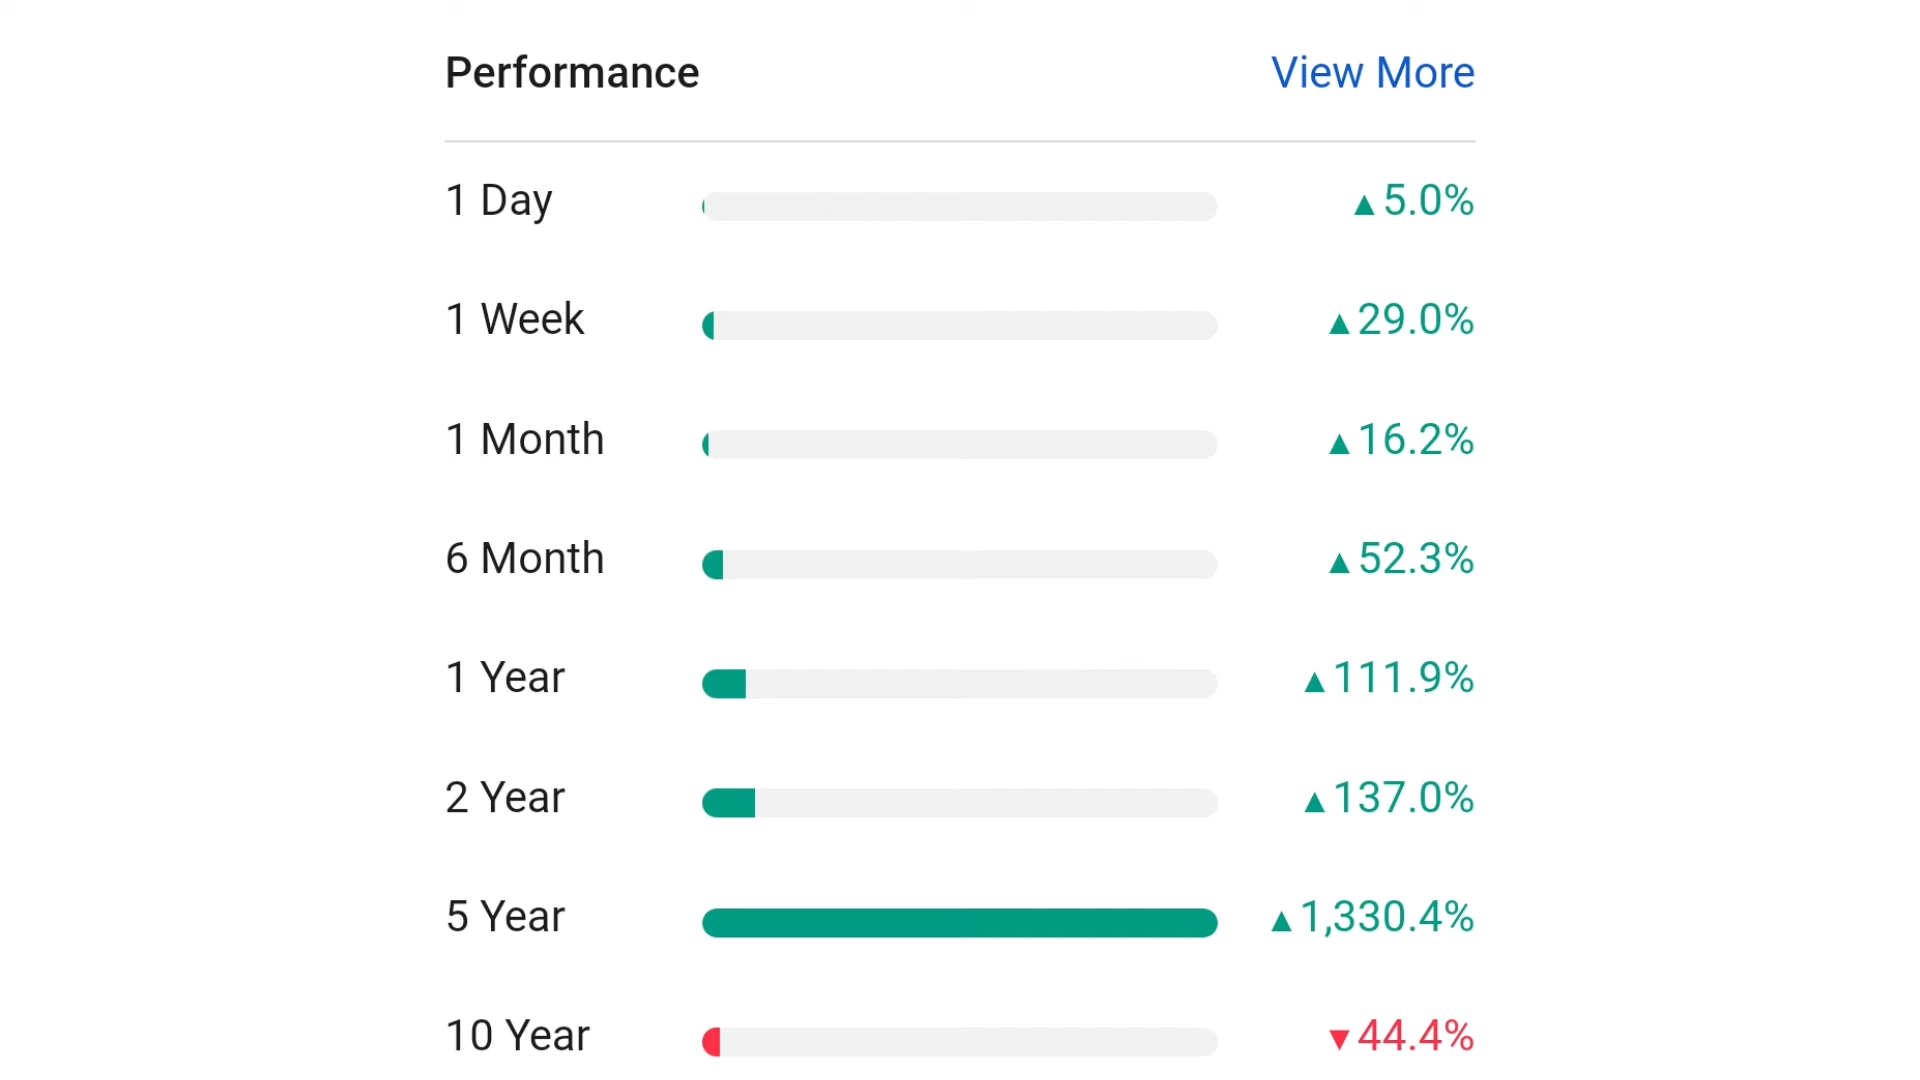 Performance View More
1 Day ▲5.0%
1 Week ▲29.0%
1 Month ▲16.2%
6 Month ▲52.3%
1 Year ▲111.9%
2 Year ▲137.0%
5 Year ▲1,330.4%
10 Year ▼44.4%